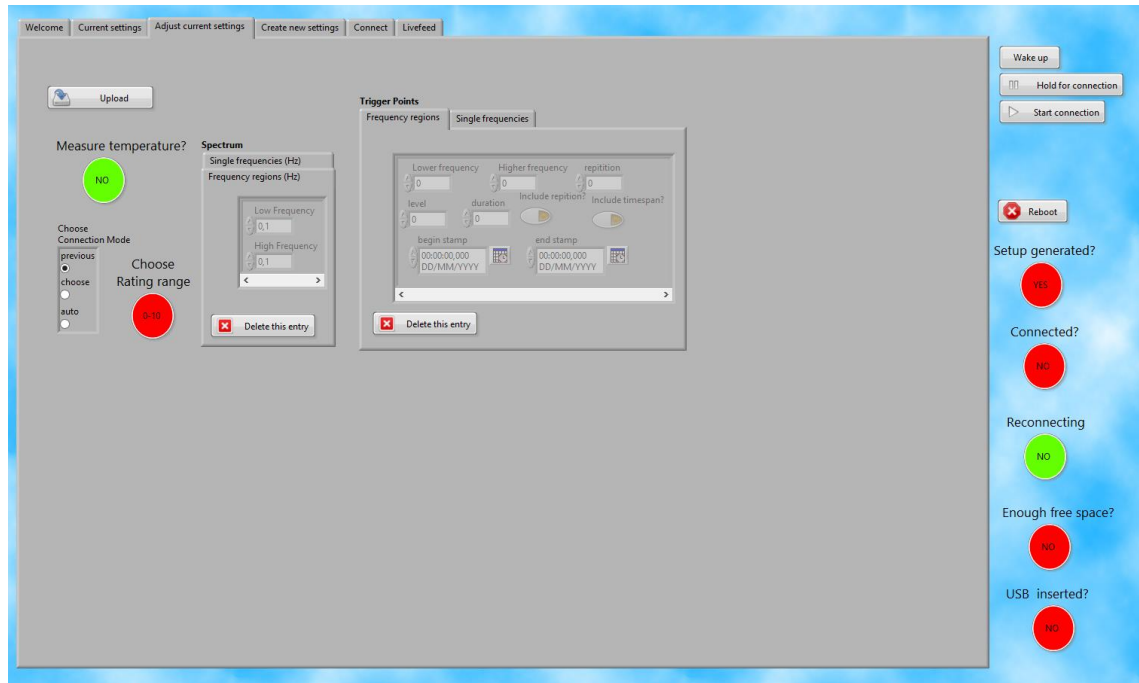 Welcome Current settings Adjust current settings Create new settings Connect Livefeed
Wake up
Hold for connection
Start connection
Upload
Trigger Points
Frequency regions Single frequencies
Measure temperature?
NO
Spectrum
Single frequencies (Hz)
Frequency regions (Hz)
Low Frequency
0,1
High Frequency
0,1
Delete this entry
Lower frequency Higher frequency repitition
0 0 0
level duration Include repition? Include timespan?
0 0
begin stamp end stamp
00:00:00,000 00:00:00,000
DD/MM/YYYY DD/MM/YYYY
Delete this entry
Choose
Connection Mode
previous
choose
auto
Choose
Rating range
0-10
Reboot
Setup generated?
YES
Connected?
NO
Reconnecting
NO
Enough free space?
NO
USB inserted?
NO